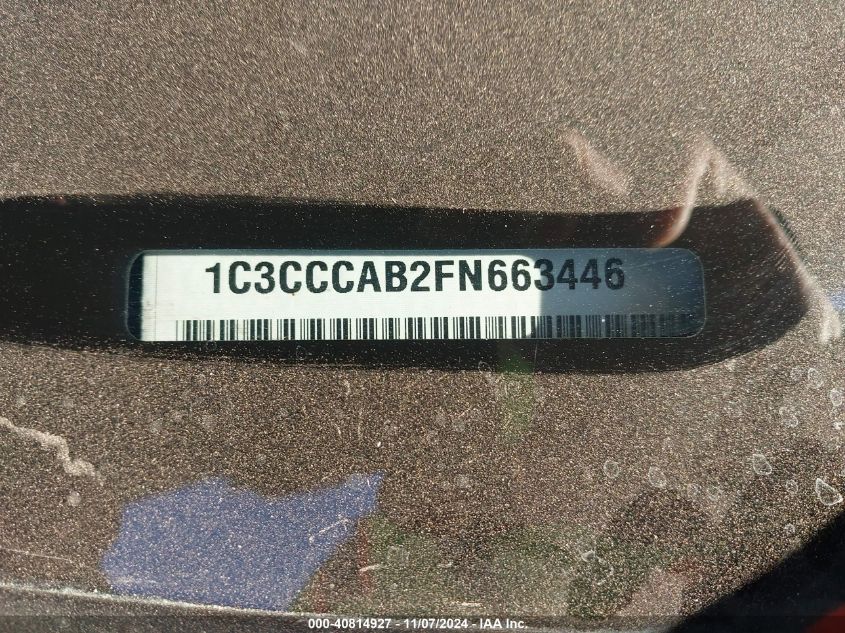 1C3CCCAB2FN663446
000-40814927 - 11/07/2024 - IAA Inc.